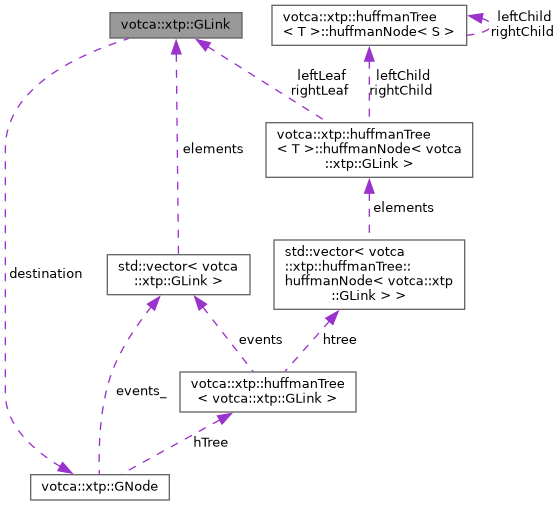 votca::xtp::GLink
votca::xtp::huffmanTree
< T >::huffmanNode< S >
leftChild
rightChild
leftLeaf
rightLeaf
leftChild
rightChild
votca::xtp::huffmanTree
< T >::huffmanNode< votca
::xtp::GLink >
elements
elements
destination
std::vector< votca
::xtp::GLink >
std::vector< votca
::xtp::huffmanTree::
huffmanNode< votca::xtp
::GLink > >
events
htree
votca::xtp::huffmanTree
< votca::xtp::GLink >
events_
hTree
votca::xtp::GNode